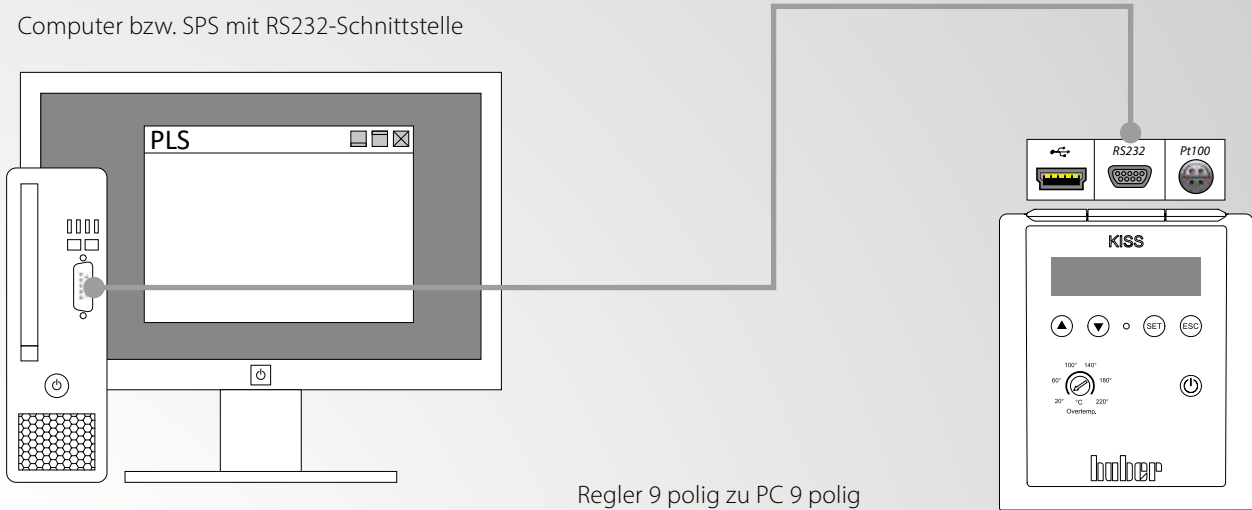 Computer bzw. SPS mit RS232-Schnittstelle
PLS
RS232
Pt100
KISS
SET
ESC
100° 140°
60° 180°
20° °C 220°
Overtemp.
huber
Regler 9 polig zu PC 9 polig